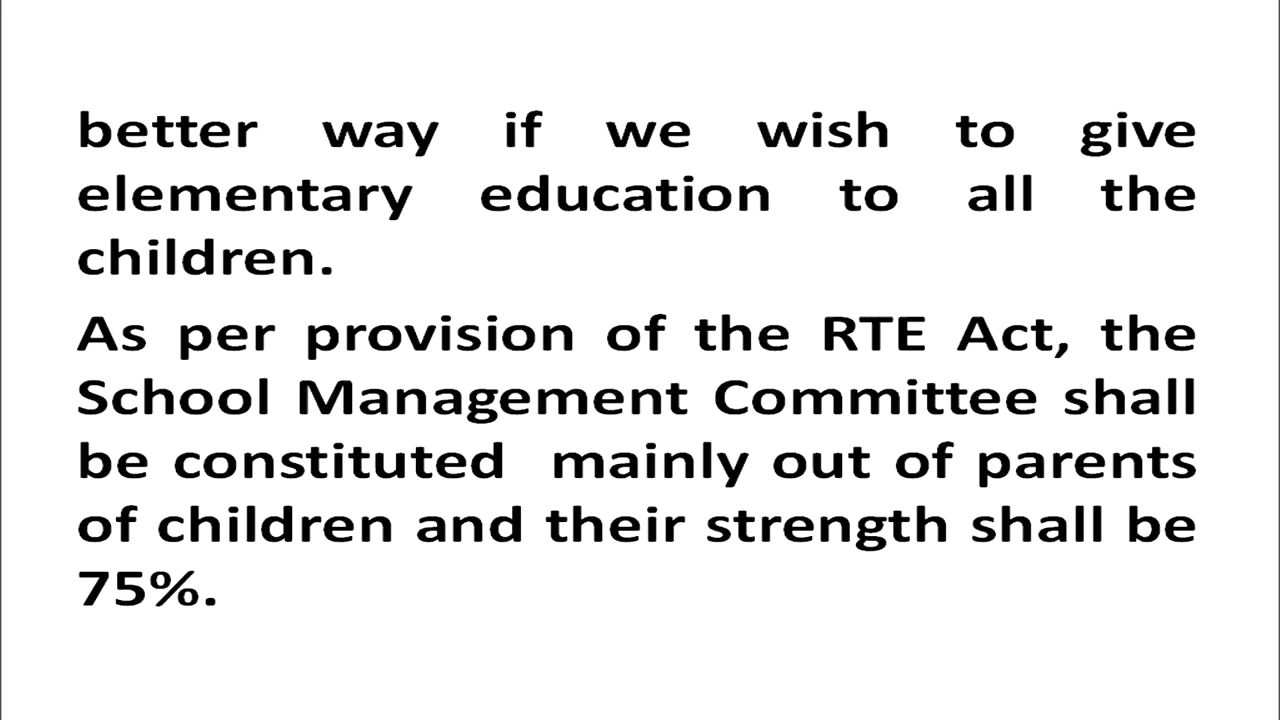 better way if we wish to give
elementary education to all the
children.
As per provision of the RTE Act, the
School Management Committee shall
be constituted mainly out of parents
of children and their strength shall be
75%.